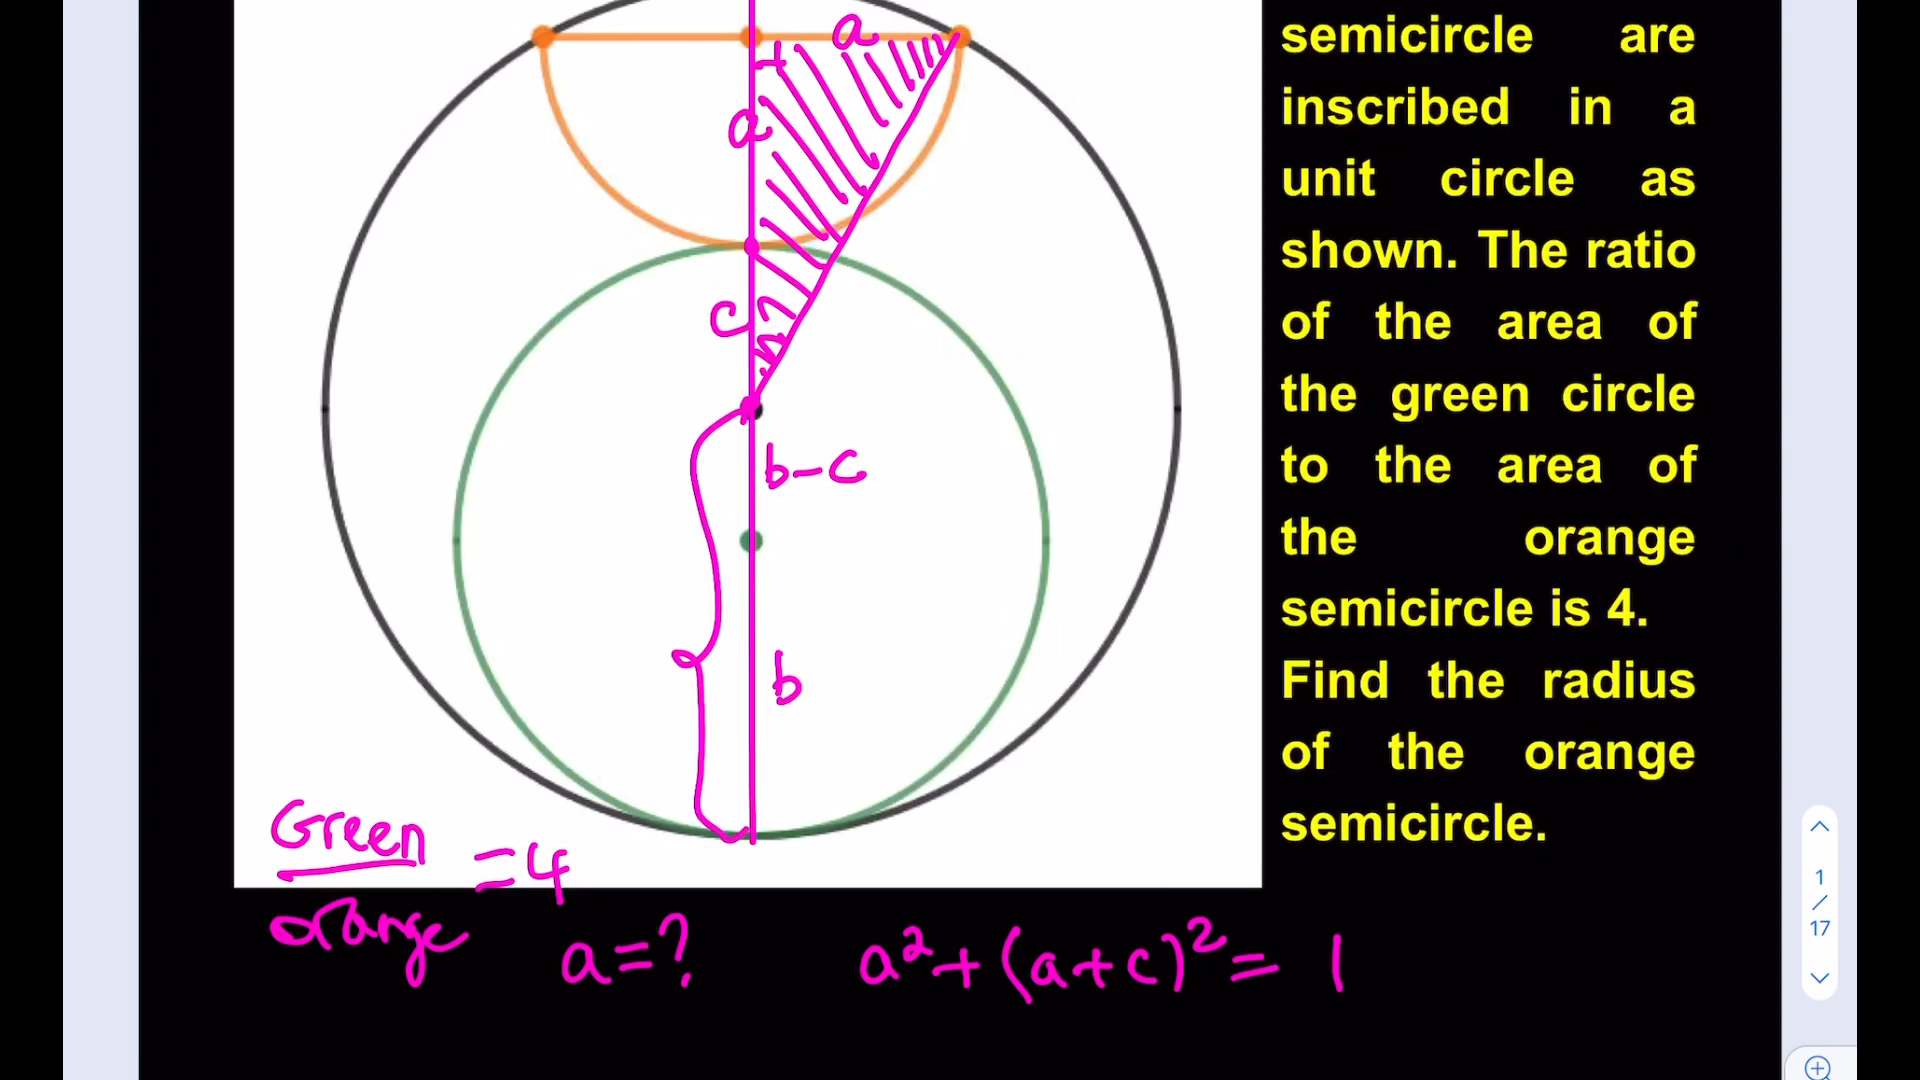 semicircle are
inscribed in a
unit circle as
shown. The ratio
of the area of
the green circle
to the area of
the orange
semicircle is 4.
Find the radius
of the orange
semicircle.
a
a
c
b-c
b
Green
orange
=4
a=?
a²+(a+c)²=1
1
/
17